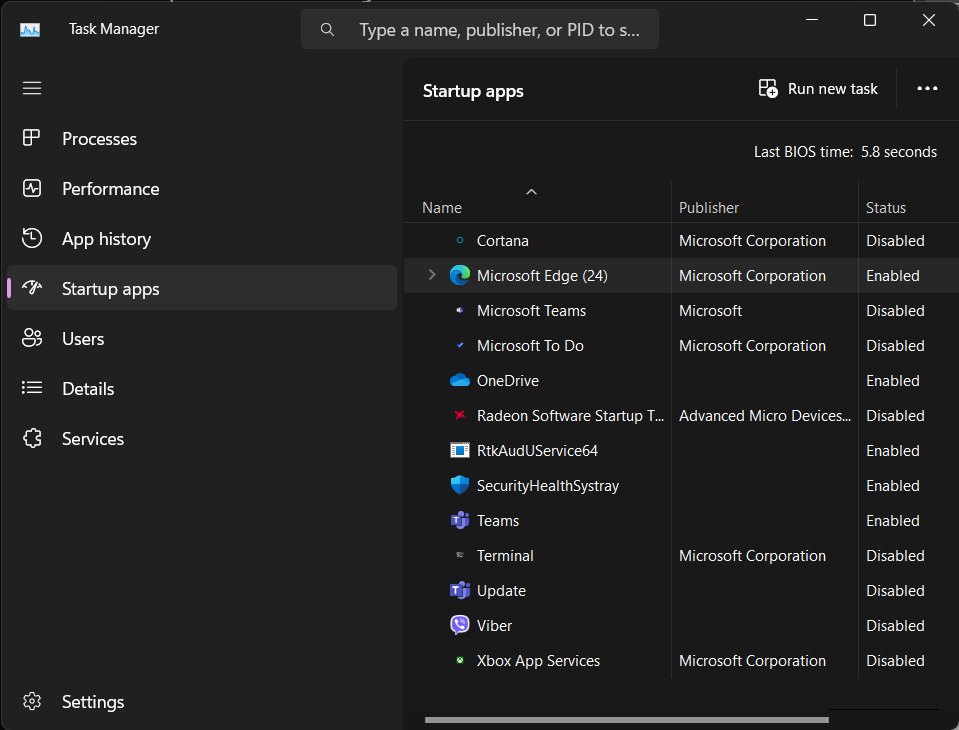 Task Manager
Type a name, publisher, or PID to s...
Startup apps
Run new task
Processes
Performance
App history
Startup apps
Users
Details
Services
Settings
Last BIOS time: 5.8 seconds
Name Publisher Status
Cortana Microsoft Corporation Disabled
Microsoft Edge (24) Microsoft Corporation Enabled
Microsoft Teams Microsoft Disabled
Microsoft To Do Microsoft Corporation Disabled
OneDrive Enabled
Radeon Software Startup T... Advanced Micro Devices... Disabled
RtkAudUService64 Enabled
SecurityHealthSystray Enabled
Teams Enabled
Terminal Microsoft Corporation Disabled
Update Disabled
Viber Disabled
Xbox App Services Microsoft Corporation Disabled